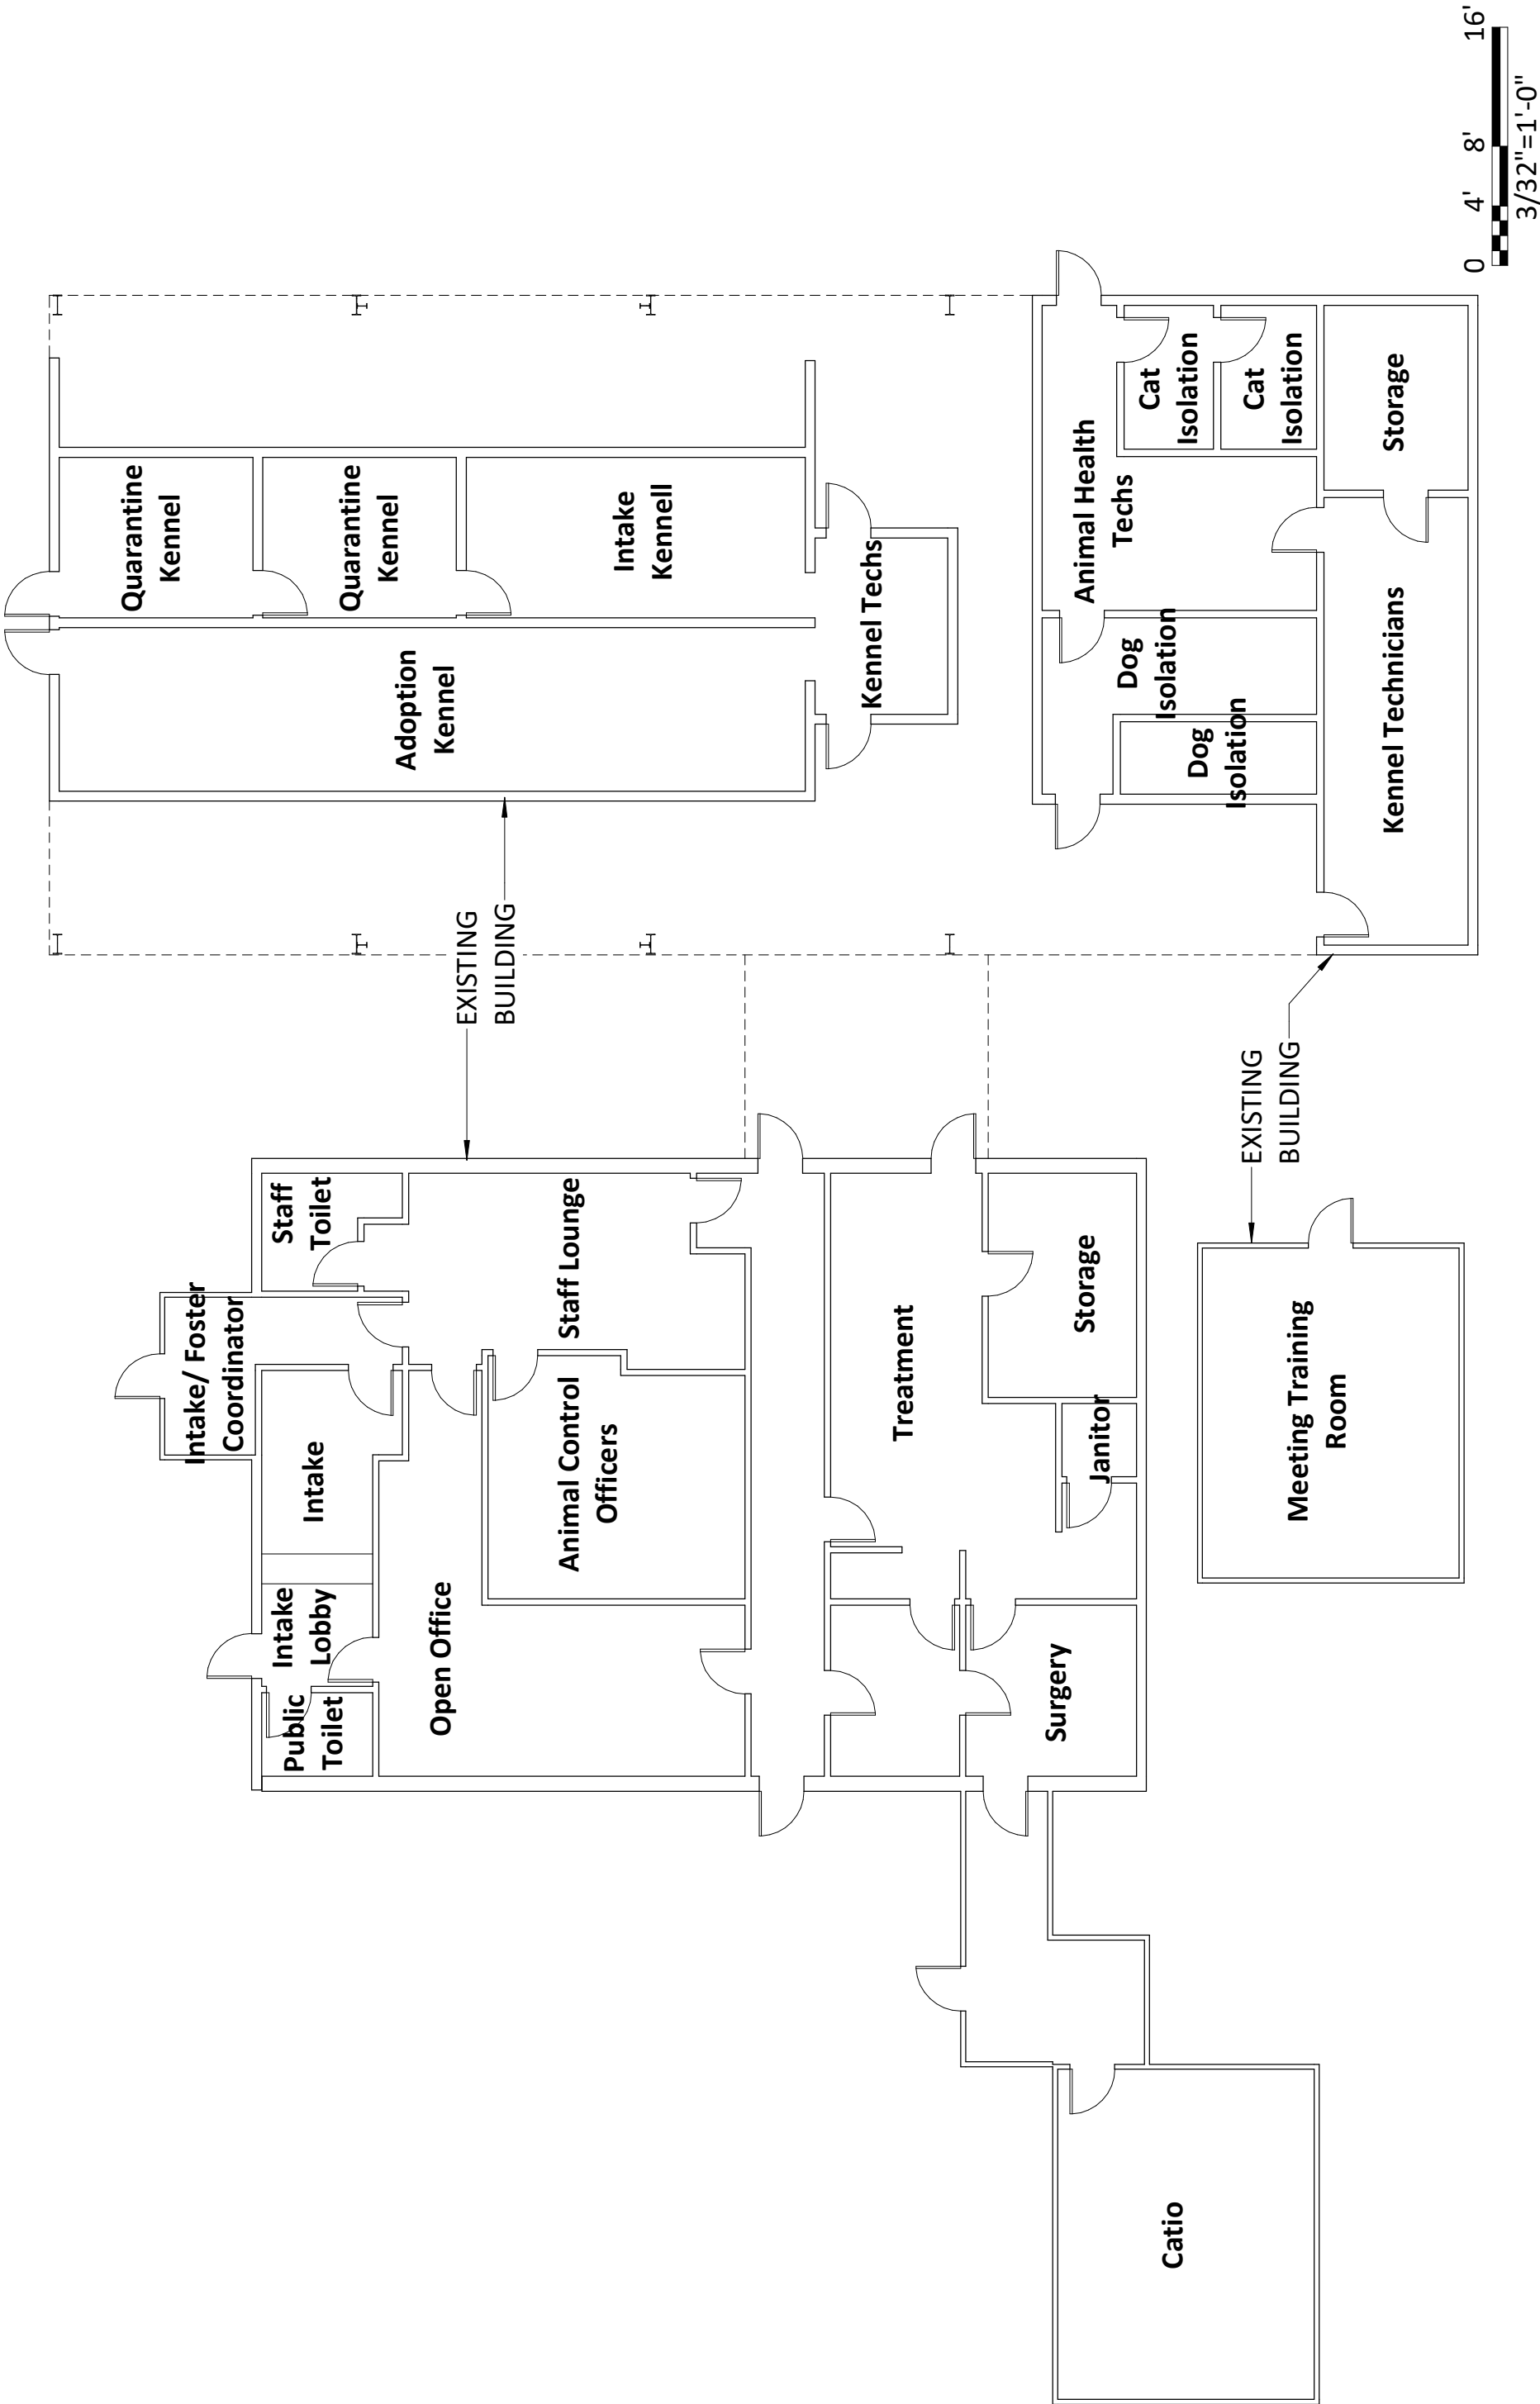 Quarantine
Kennel
Quarantine
Kennel
Intake
Kennell
Adoption
Kennel
Kennel Techs
Animal Health
Techs
Cat
Isolation
Cat
Isolation
Storage
Dog
Isolation
Dog
Isolation
Kennel Technicians
EXISTING
BUILDING
Staff
Toilet
Intake/ Foster
Coordinator
Intake
Intake
Lobby
Public
Toilet
Staff Lounge
Animal Control
Officers
Open Office
Treatment
Storage
Janitor
Surgery
Catio
EXISTING
BUILDING
Meeting Training
Room
0 4' 8' 16'
3/32"=1'-0"